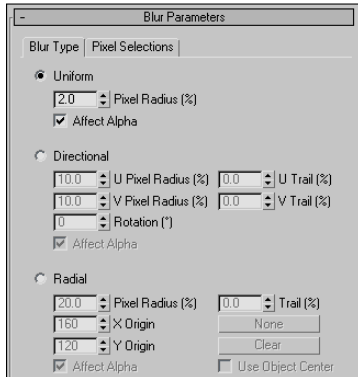 - Blur Parameters
Blur Type Pixel Selections
Uniform
2.0 Pixel Radius (%)
Affect Alpha
Directional
10.0 U Pixel Radius (%) 0.0 U Trail (%)
10.0 V Pixel Radius (%) 0.0 V Trail (%)
0 Rotation (°)
Affect Alpha
Radial
20.0 Pixel Radius (%) 0.0 Trail (%)
160 X Origin None
120 Y Origin Clear
Affect Alpha Use Object Center